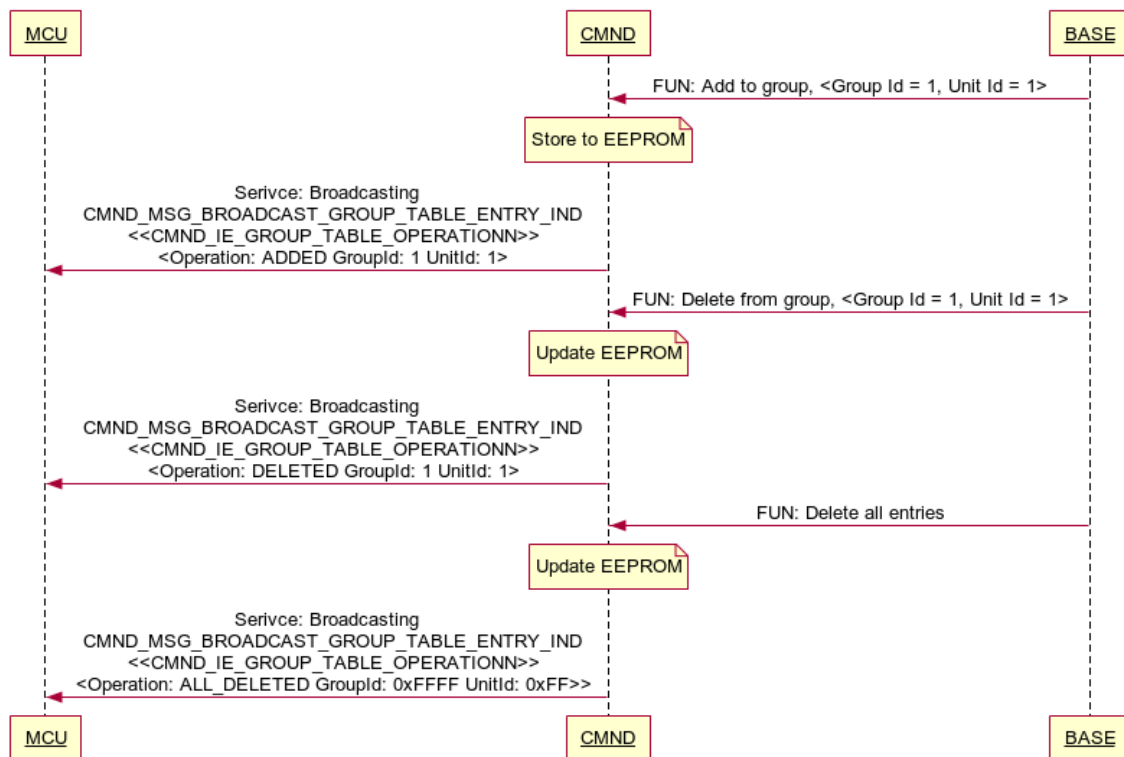 MCU
CMND
BASE
FUN: Add to group, <Group Id = 1, Unit Id = 1>
Store to EEPROM
Serivce: Broadcasting
CMND_MSG_BROADCAST_GROUP_TABLE_ENTRY_IND
<<CMND_IE_GROUP_TABLE_OPERATIONN>>
<Operation: ADDED GroupId: 1 UnitId: 1>
FUN: Delete from group, <Group Id = 1, Unit Id = 1>
Update EEPROM
Serivce: Broadcasting
CMND_MSG_BROADCAST_GROUP_TABLE_ENTRY_IND
<<CMND_IE_GROUP_TABLE_OPERATIONN>>
<Operation: DELETED GroupId: 1 UnitId: 1>
FUN: Delete all entries
Update EEPROM
Serivce: Broadcasting
CMND_MSG_BROADCAST_GROUP_TABLE_ENTRY_IND
<<CMND_IE_GROUP_TABLE_OPERATIONN>>
<Operation: ALL_DELETED GroupId: 0xFFFF UnitId: 0xFF>>
MCU
CMND
BASE